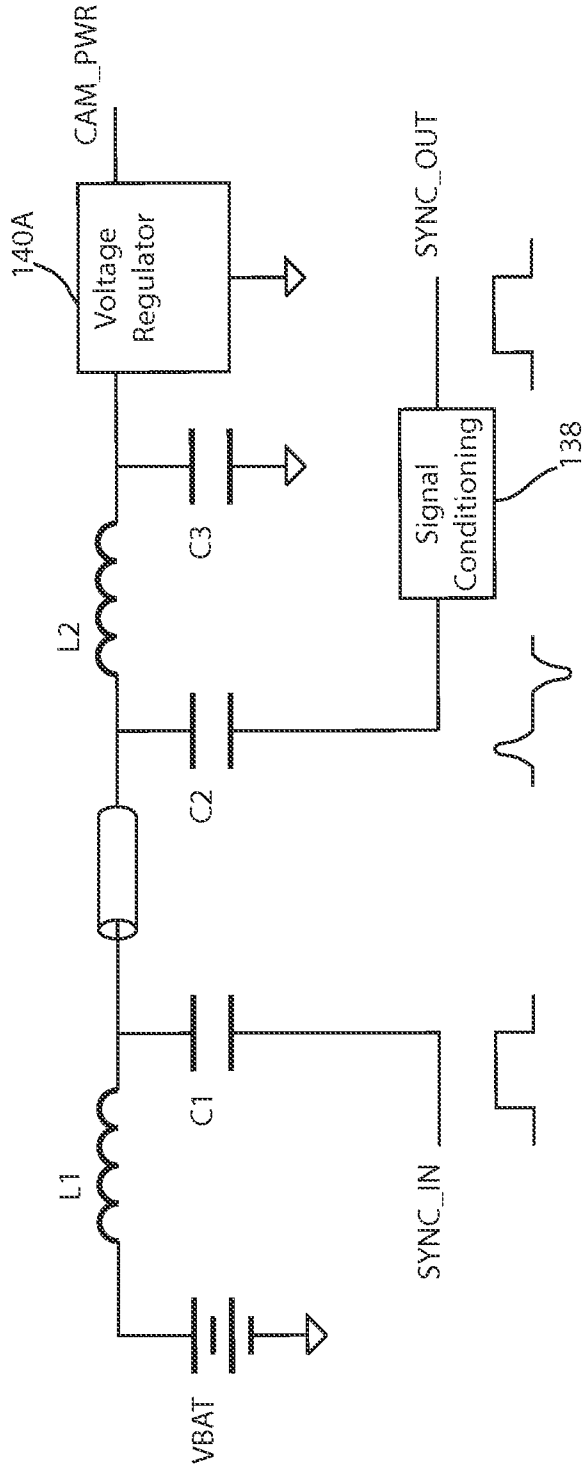 VBAT
L1
C1
SYNC_IN
C2
L2
C3
140A
Voltage
Regulator
CAM_PWR
Signal
Conditioning
138
SYNC_OUT